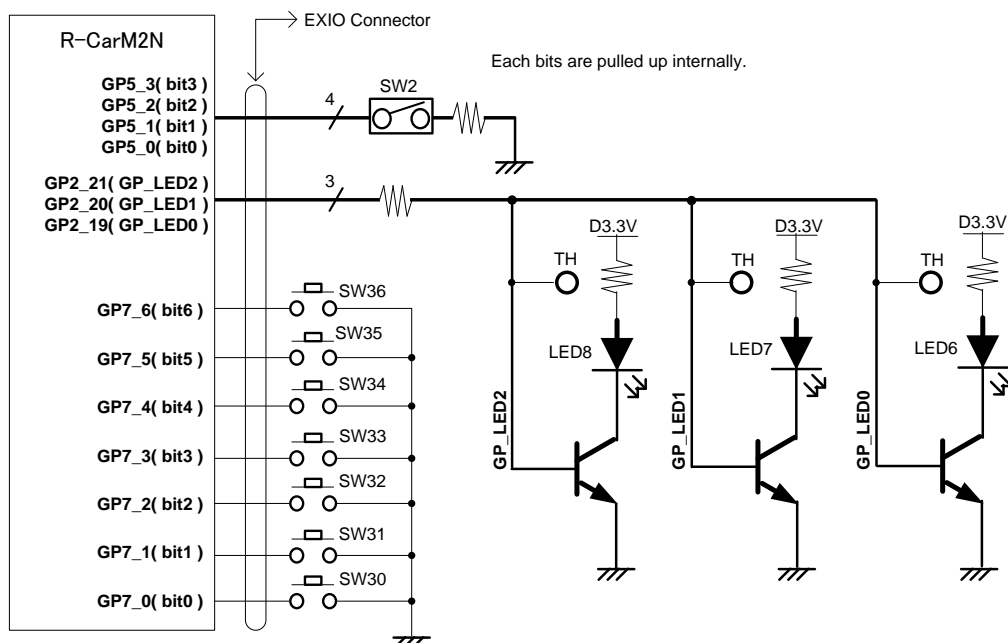 EXIO Connector
R-CarM2N
Each bits are pulled up internally.
GP5_3( bit3 )
GP5_2( bit2 )
GP5_1( bit1 )
GP5_0( bit0 )
4
SW2
GP2_21( GP_LED2 )
GP2_20( GP_LED1 )
GP2_19( GP_LED0 )
3
D3.3V
D3.3V
D3.3V
TH
TH
TH
LED8
LED7
LED6
GP_LED2
GP_LED1
GP_LED0
GP7_6( bit6 )
SW36
GP7_5( bit5 )
SW35
GP7_4( bit4 )
SW34
GP7_3( bit3 )
SW33
GP7_2( bit2 )
SW32
GP7_1( bit1 )
SW31
GP7_0( bit0 )
SW30